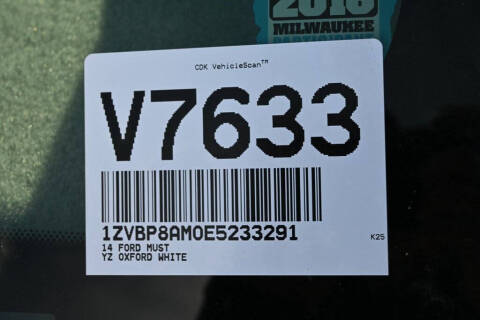 2018
MILWAUKEE
CDK VehicleScan™
V7633
1ZVBP8AM0E5233291
14 FORD MUST
YZ OXFORD WHITE
K25